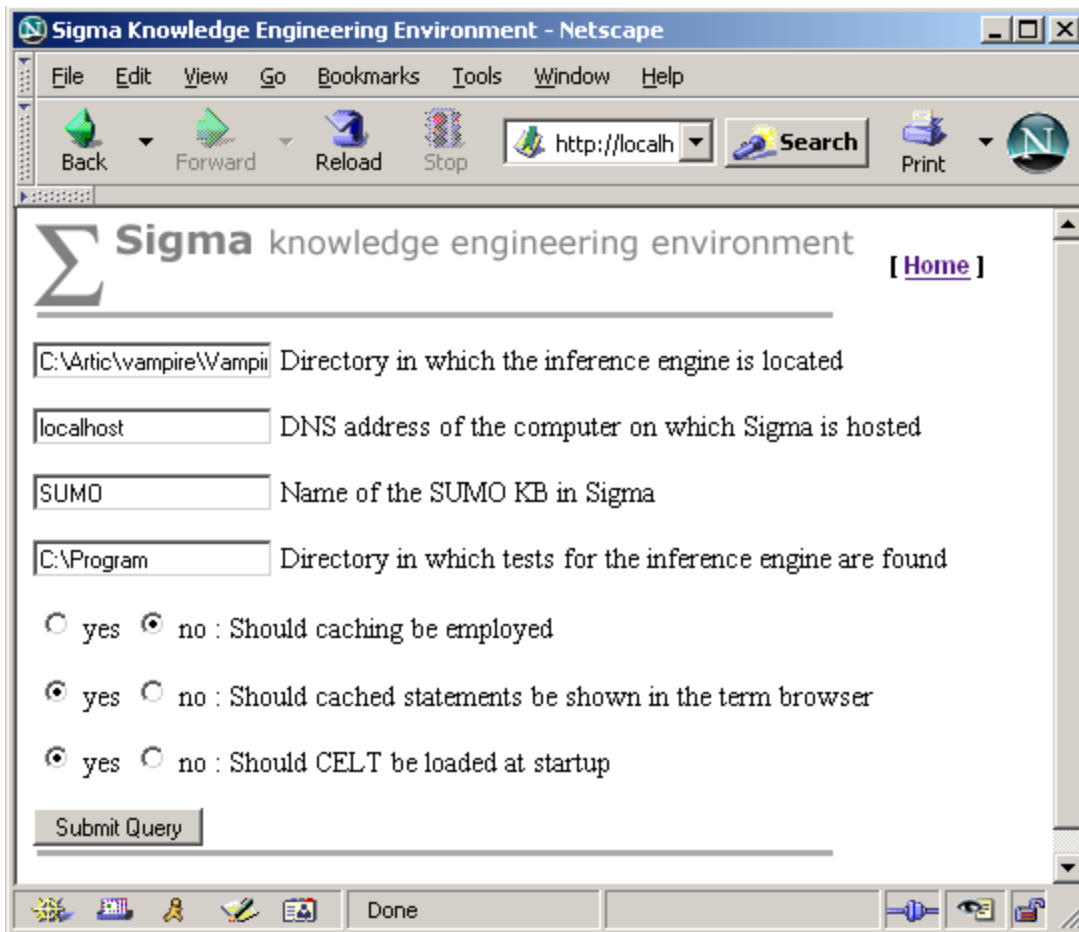 Sigma Knowledge Engineering Environment - Netscape
File Edit View Go Bookmarks Tools Window Help
Back Forward Reload Stop http://localh Search Print N
Σ Sigma knowledge engineering environment [ Home ]
C:\Artic\vampire\Vampi Directory in which the inference engine is located
localhost DNS address of the computer on which Sigma is hosted
SUMO Name of the SUMO KB in Sigma
C:\Program Directory in which tests for the inference engine are found
yes no : Should caching be employed
yes no : Should cached statements be shown in the term browser
yes no : Should CELT be loaded at startup
Submit Query
Done